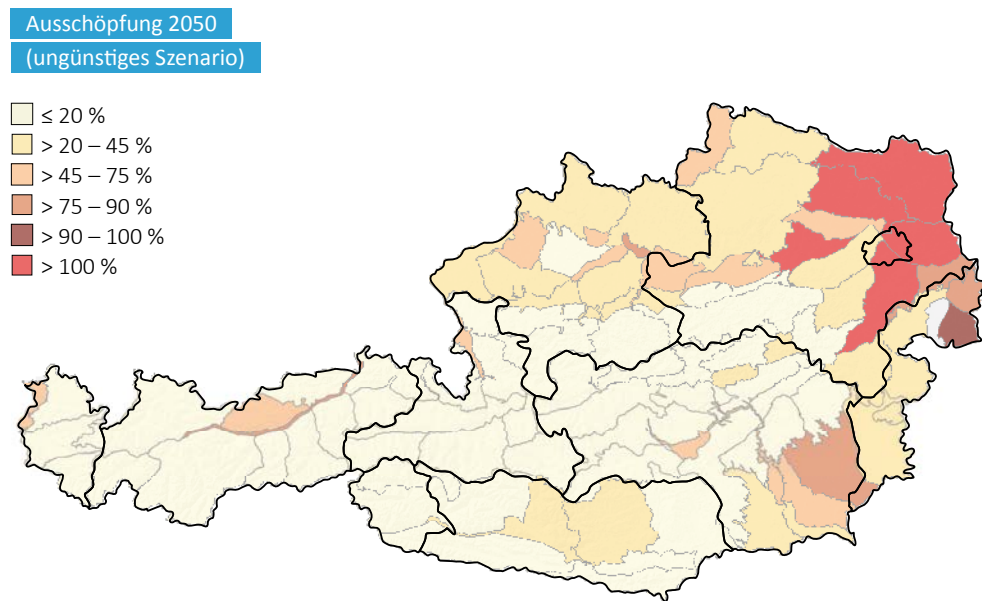 Ausschöpfung 2050
(ungünstiges Szenario)
≤ 20 %
> 20 – 45 %
> 45 – 75 %
> 75 – 90 %
> 90 – 100 %
> 100 %